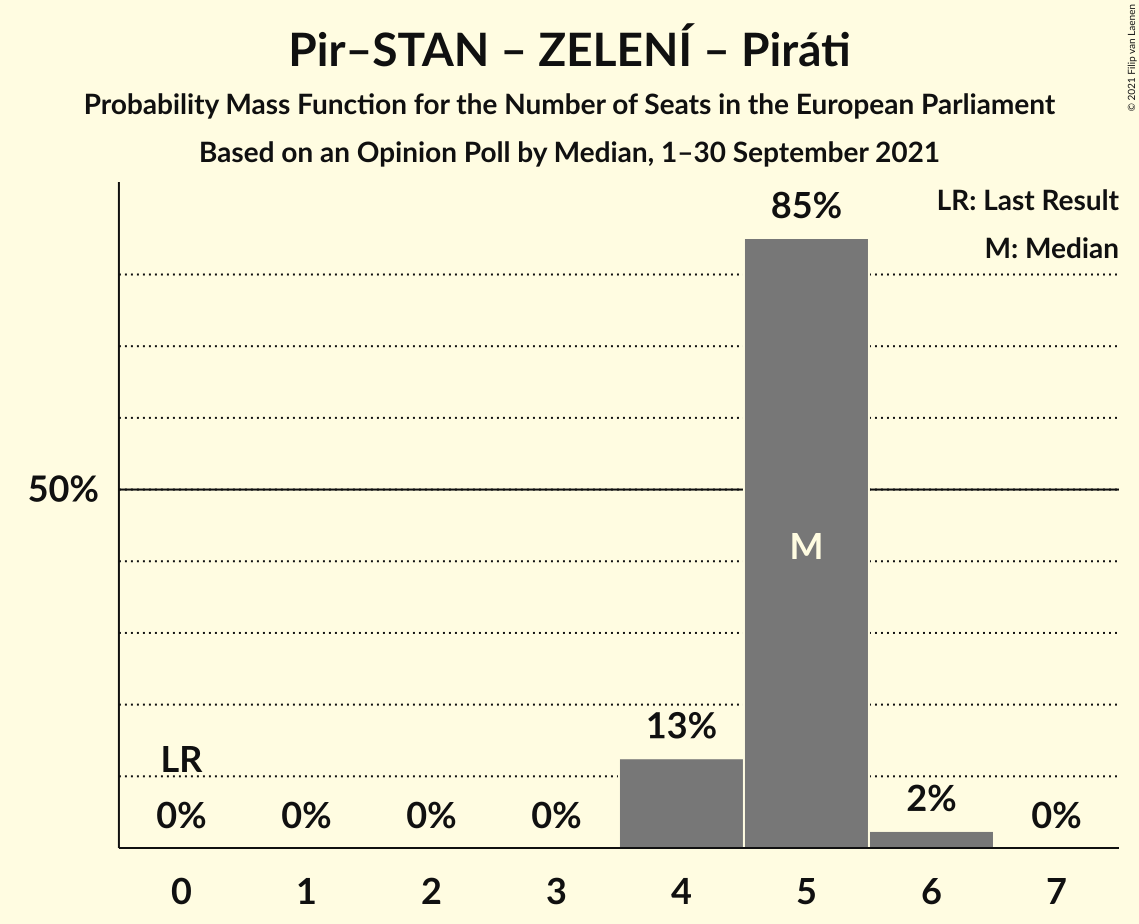 Pir–STAN – ZELENÍ – Piráti
Probability Mass Function for the Number of Seats in the European Parliament
Based on an Opinion Poll by Median, 1–30 September 2021
© 2021 Filip van Laenen
LR: Last Result
M: Median
85%
50%
M
13%
LR
0% 0% 0% 0% 2% 0%
0 1 2 3 4 5 6 7